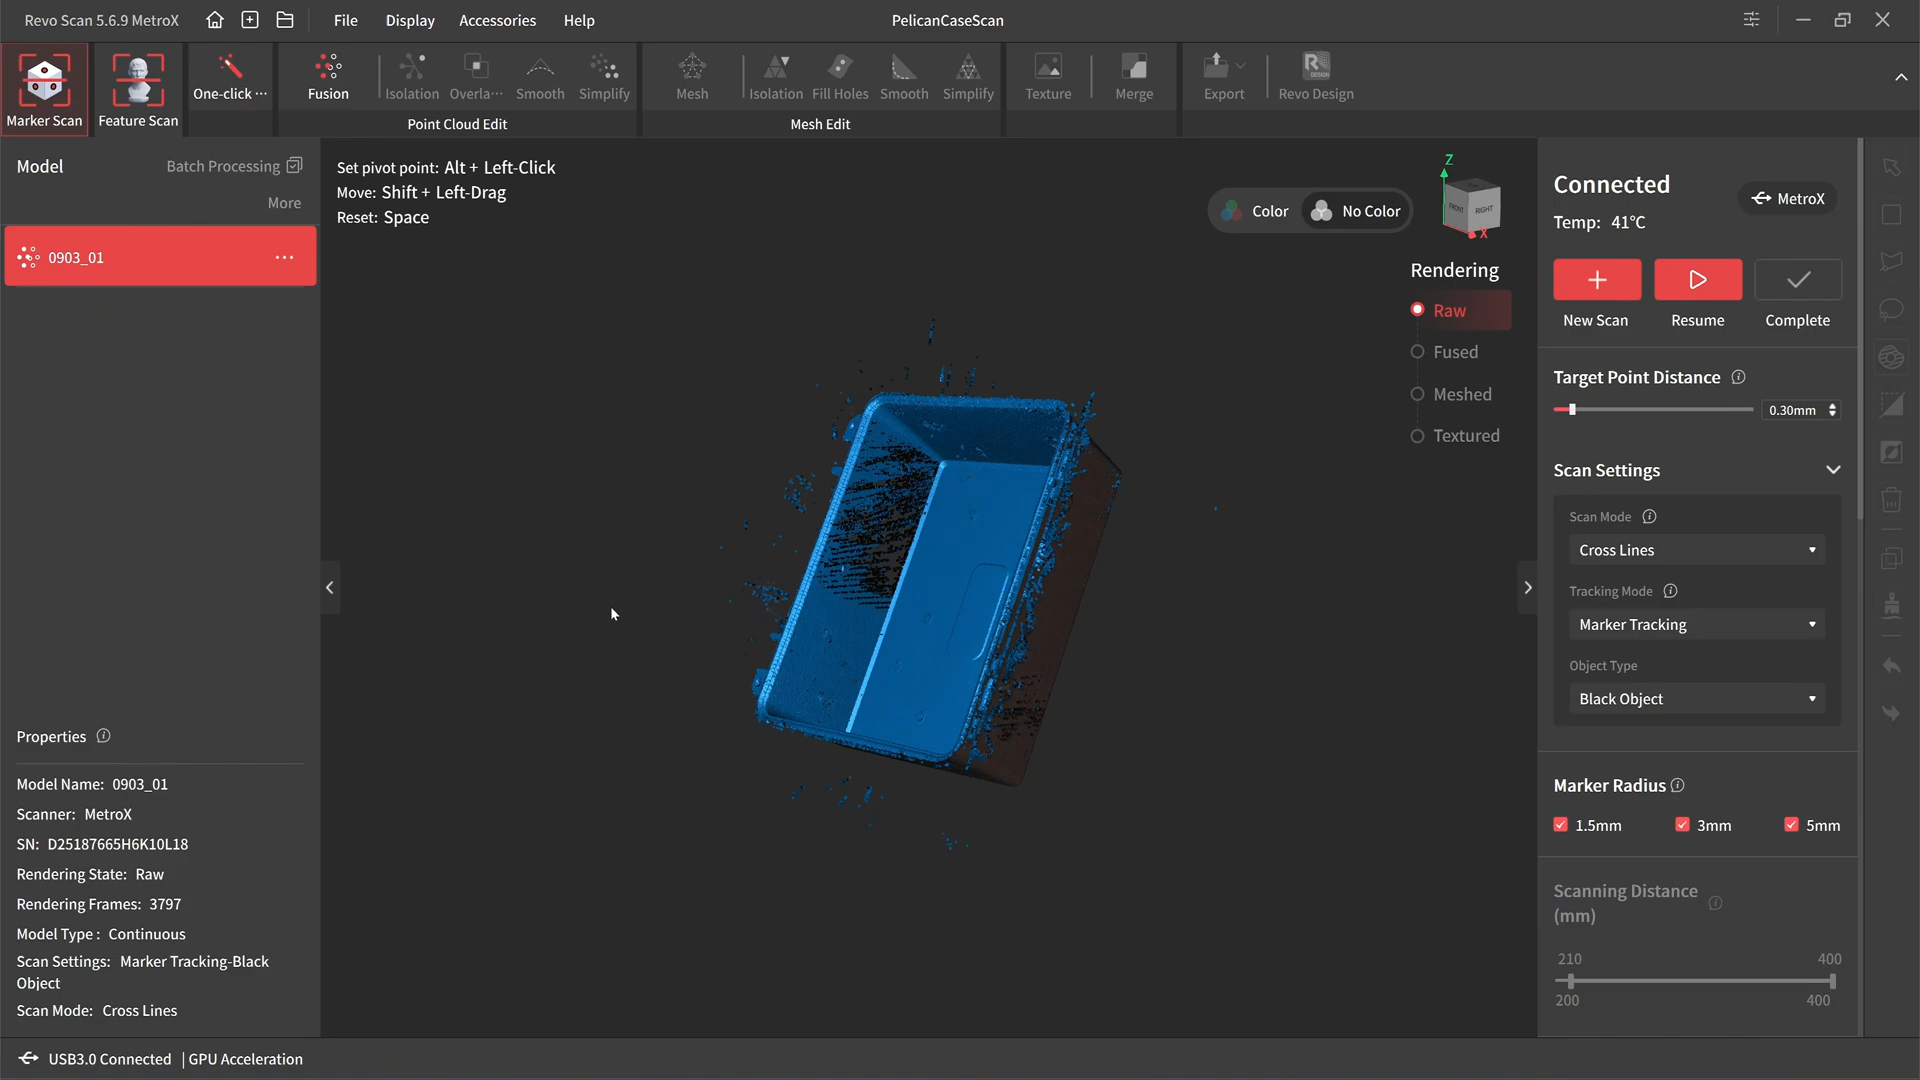 Revo Scan 5.6.9 MetroX
File Display Accessories Help
PelicanCaseScan
Marker Scan
Feature Scan
One-click ···
Fusion
Isolation
Overla···
Smooth
Simplify
Point Cloud Edit
Mesh
Isolation
Fill Holes
Smooth
Simplify
Mesh Edit
Texture
Merge
Export
Revo Design
Model
Batch Processing
More
0903_01
Set pivot point: Alt + Left-Click
Move: Shift + Left-Drag
Reset: Space
Color
No Color
Z
FRONT
RIGHT
X
Rendering
Raw
Fused
Meshed
Textured
Connected
MetroX
Temp: 41°C
New Scan
Resume
Complete
Target Point Distance
0.30mm
Scan Settings
Scan Mode
Cross Lines
Tracking Mode
Marker Tracking
Object Type
Black Object
Marker Radius
1.5mm
3mm
5mm
Scanning Distance
(mm)
210 400
200 400
Properties
Model Name: 0903_01
Scanner: MetroX
SN: D25187665H6K10L18
Rendering State: Raw
Rendering Frames: 3797
Model Type : Continuous
Scan Settings: Marker Tracking-Black
Object
Scan Mode: Cross Lines
USB3.0 Connected | GPU Acceleration